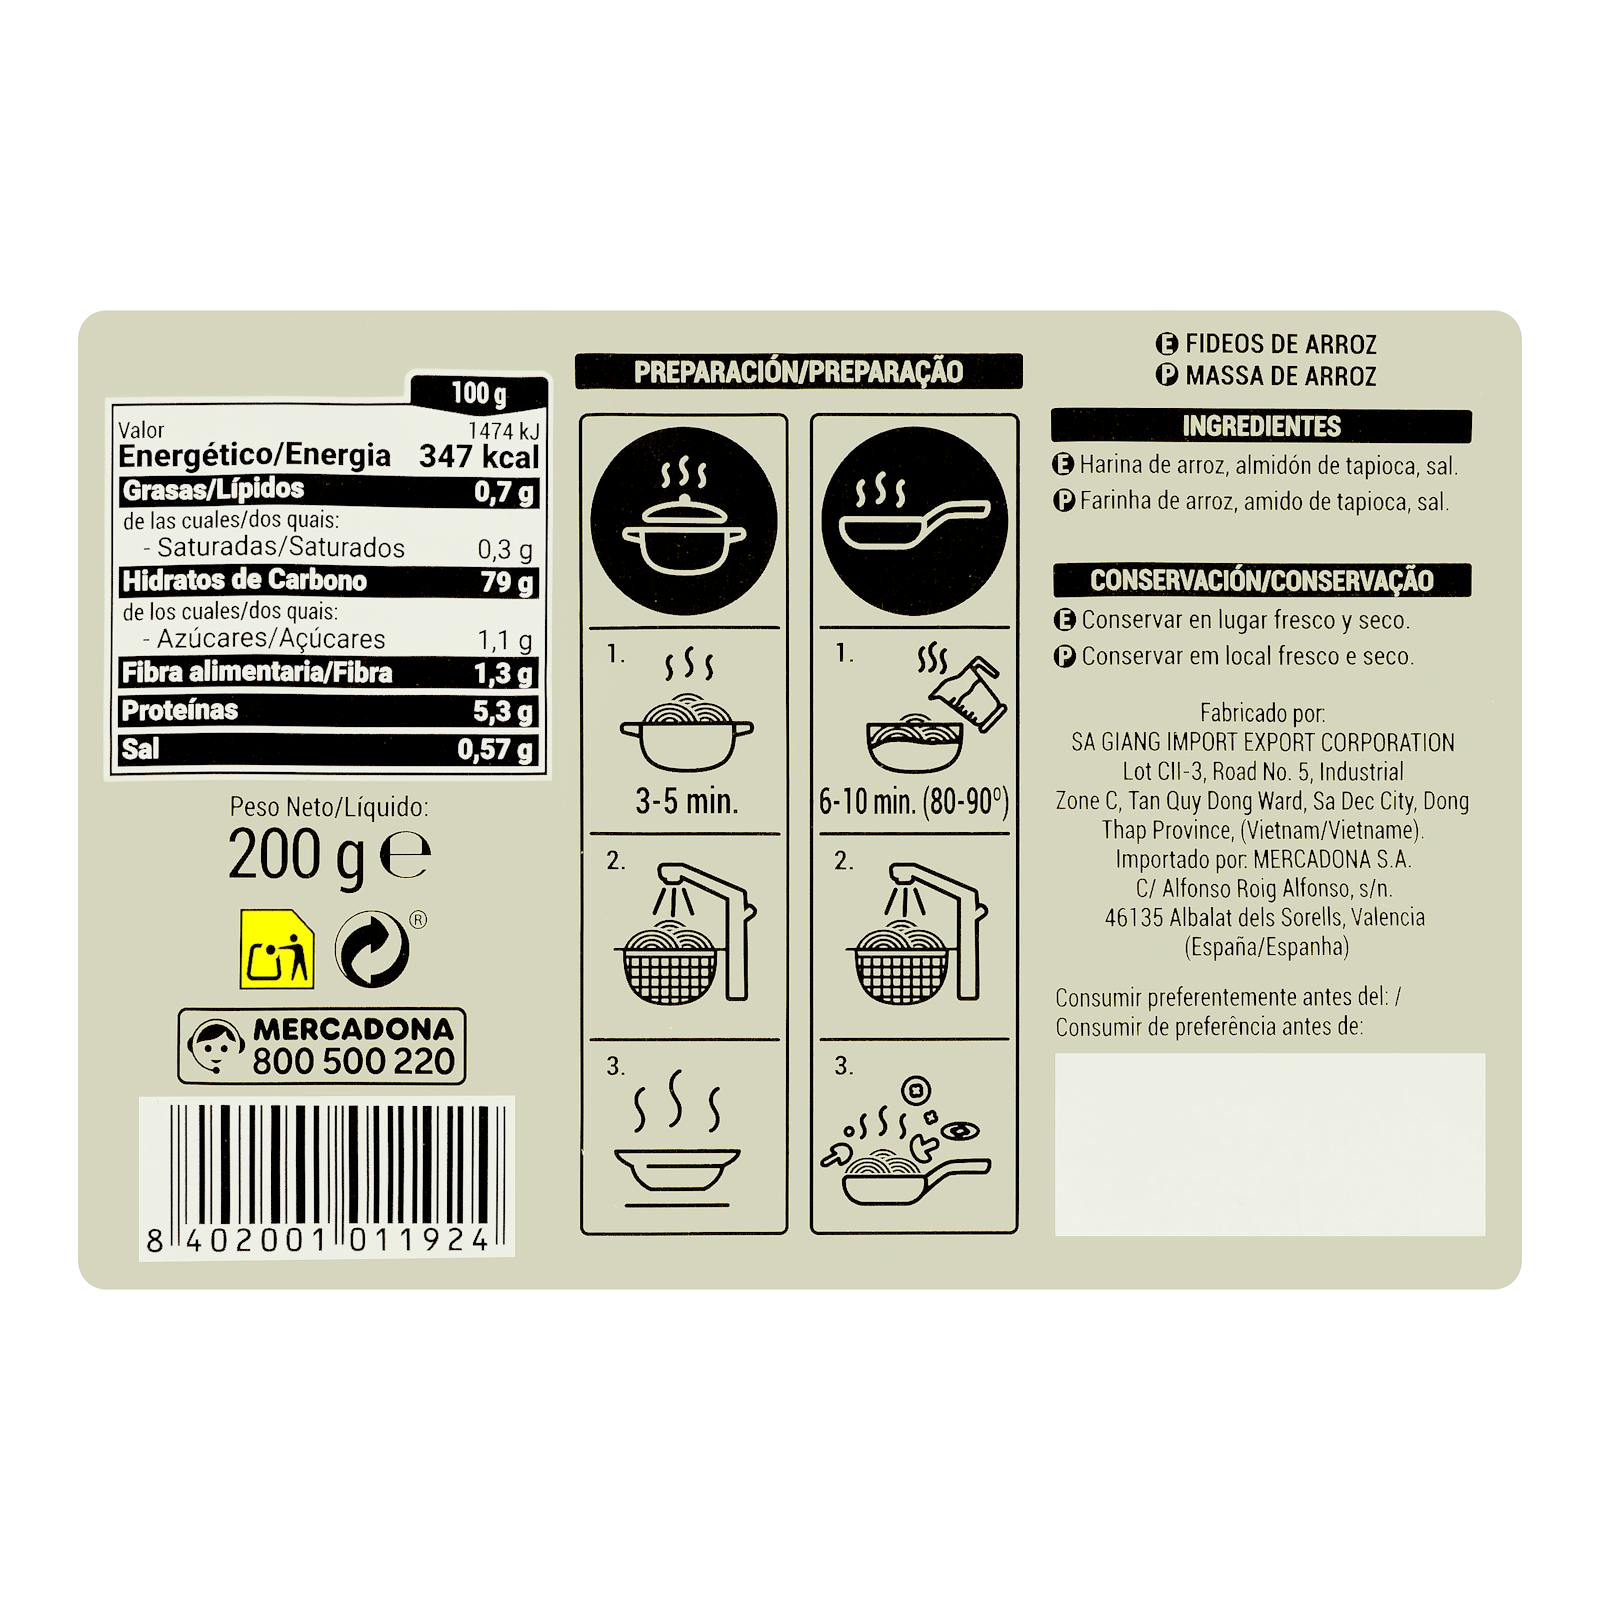 100 g
Valor 1474 kJ
Energético/Energia 347 kcal
Grasas/Lípidos 0,7 g
de las cuales/dos quais:
- Saturadas/Saturados 0,3 g
Hidratos de Carbono 79 g
de los cuales/dos quais:
- Azúcares/Açúcares 1,1 g
Fibra alimentaria/Fibra 1,3 g
Proteínas 5,3 g
Sal 0,57 g
Peso Neto/Líquido:
200 g ℮
®
MERCADONA
800 500 220
8 402001 011924
PREPARACIÓN/PREPARAÇÃO
1.
3-5 min.
2.
3.
1.
6-10 min. (80-90º)
2.
3.
E FIDEOS DE ARROZ
P MASSA DE ARROZ
INGREDIENTES
E Harina de arroz, almidón de tapioca, sal.
P Farinha de arroz, amido de tapioca, sal.
CONSERVACIÓN/CONSERVAÇÃO
E Conservar en lugar fresco y seco.
P Conservar em local fresco e seco.
Fabricado por:
SA GIANG IMPORT EXPORT CORPORATION
Lot CII-3, Road No. 5, Industrial
Zone C, Tan Quy Dong Ward, Sa Dec City, Dong
Thap Province, (Vietnam/Vietname).
Importado por: MERCADONA S.A.
C/ Alfonso Roig Alfonso, s/n.
46135 Albalat dels Sorells, Valencia
(España/Espanha)
Consumir preferentemente antes del: /
Consumir de preferência antes de: